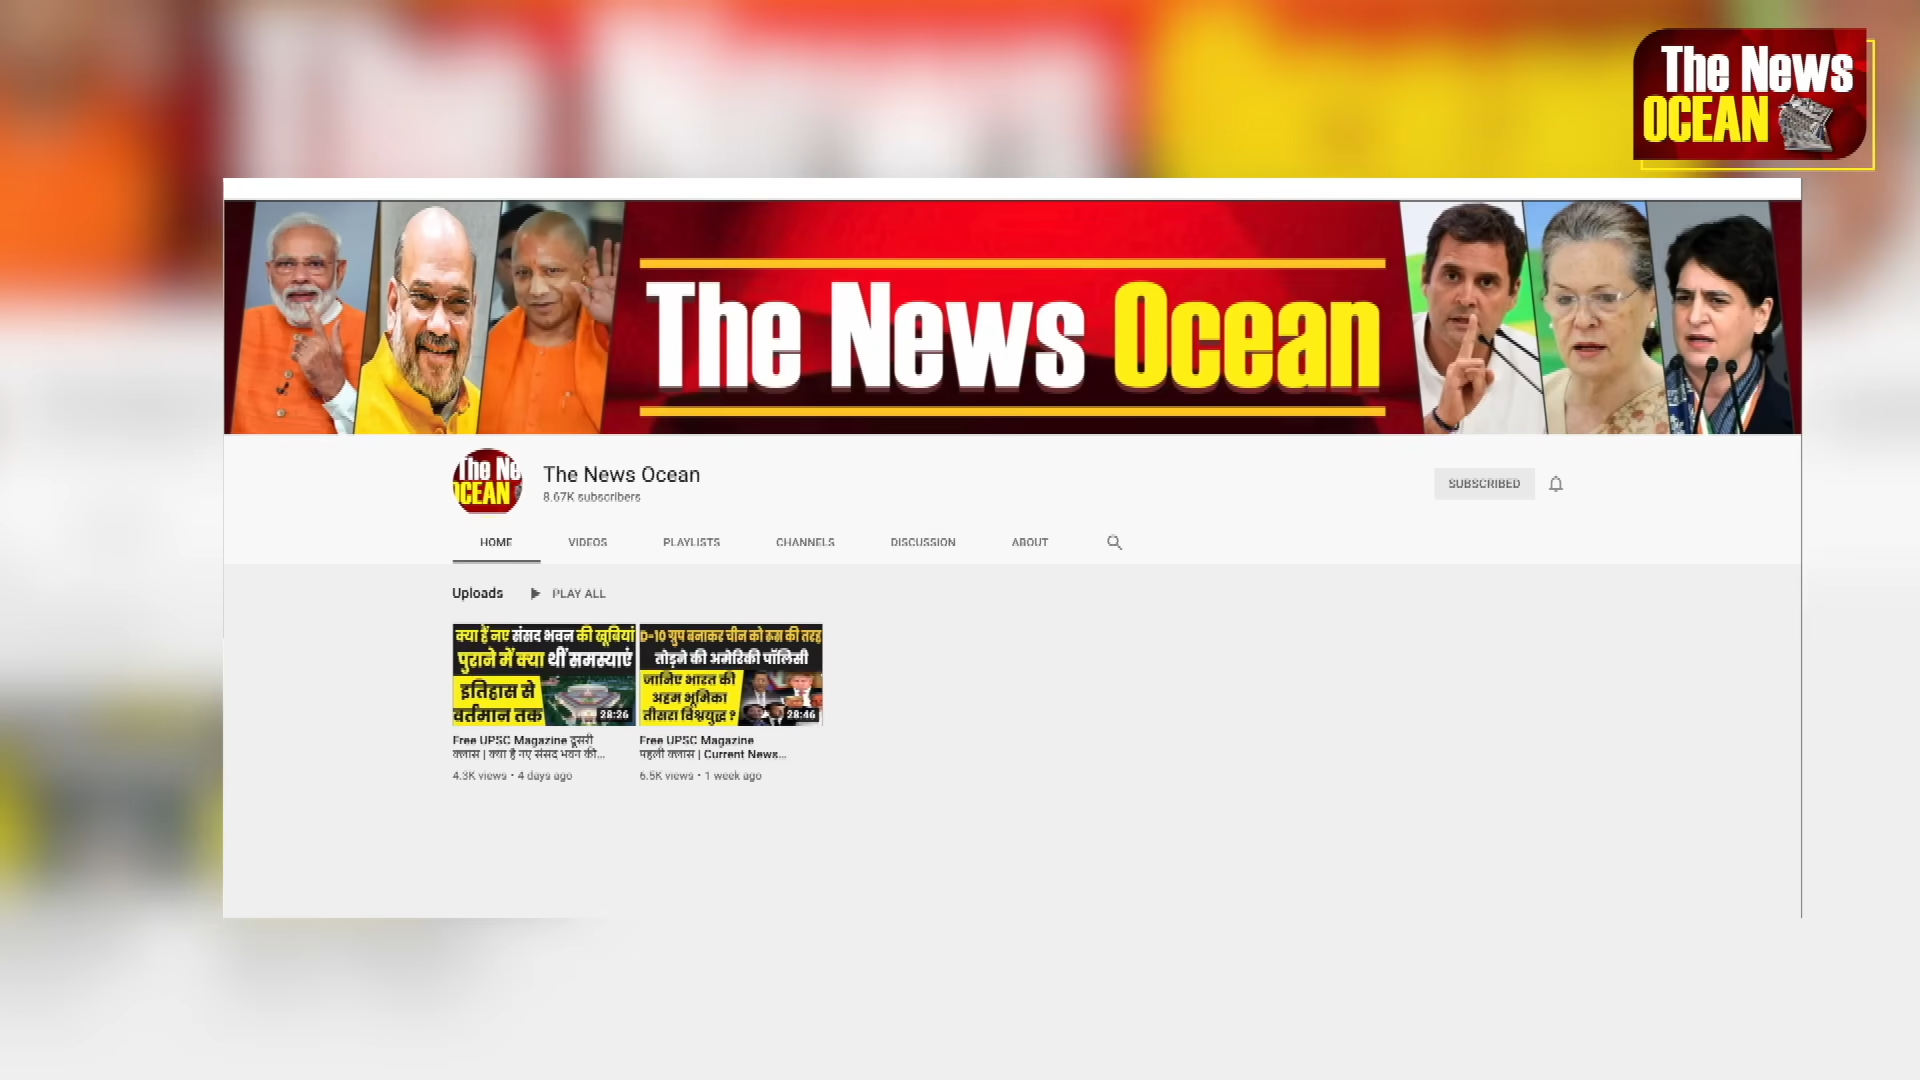 The News
OCEAN
The News Ocean
The Ne
OCEAN
The News Ocean
8.67K subscribers
SUBSCRIBED
HOME VIDEOS PLAYLISTS CHANNELS DISCUSSION ABOUT
Uploads PLAY ALL
क्या हैं नए संसद भवन की खूबियां
पुराने में क्या थीं समस्याएं
इतिहास से
वर्तमान तक
28:26
D-10 ग्रुप बनाकर चीन को रूस की तरह
तोड़ने की अमेरिकी पॉलिसी
जानिए भारत की
अहम भूमिका
तीसरा विश्वयुद्ध ?
28:46
Free UPSC Magazine दूसरी
क्लास | क्या है नए संसद भवन की...
4.3K views • 4 days ago
Free UPSC Magazine
पहली क्लास | Current News...
6.5K views • 1 week ago